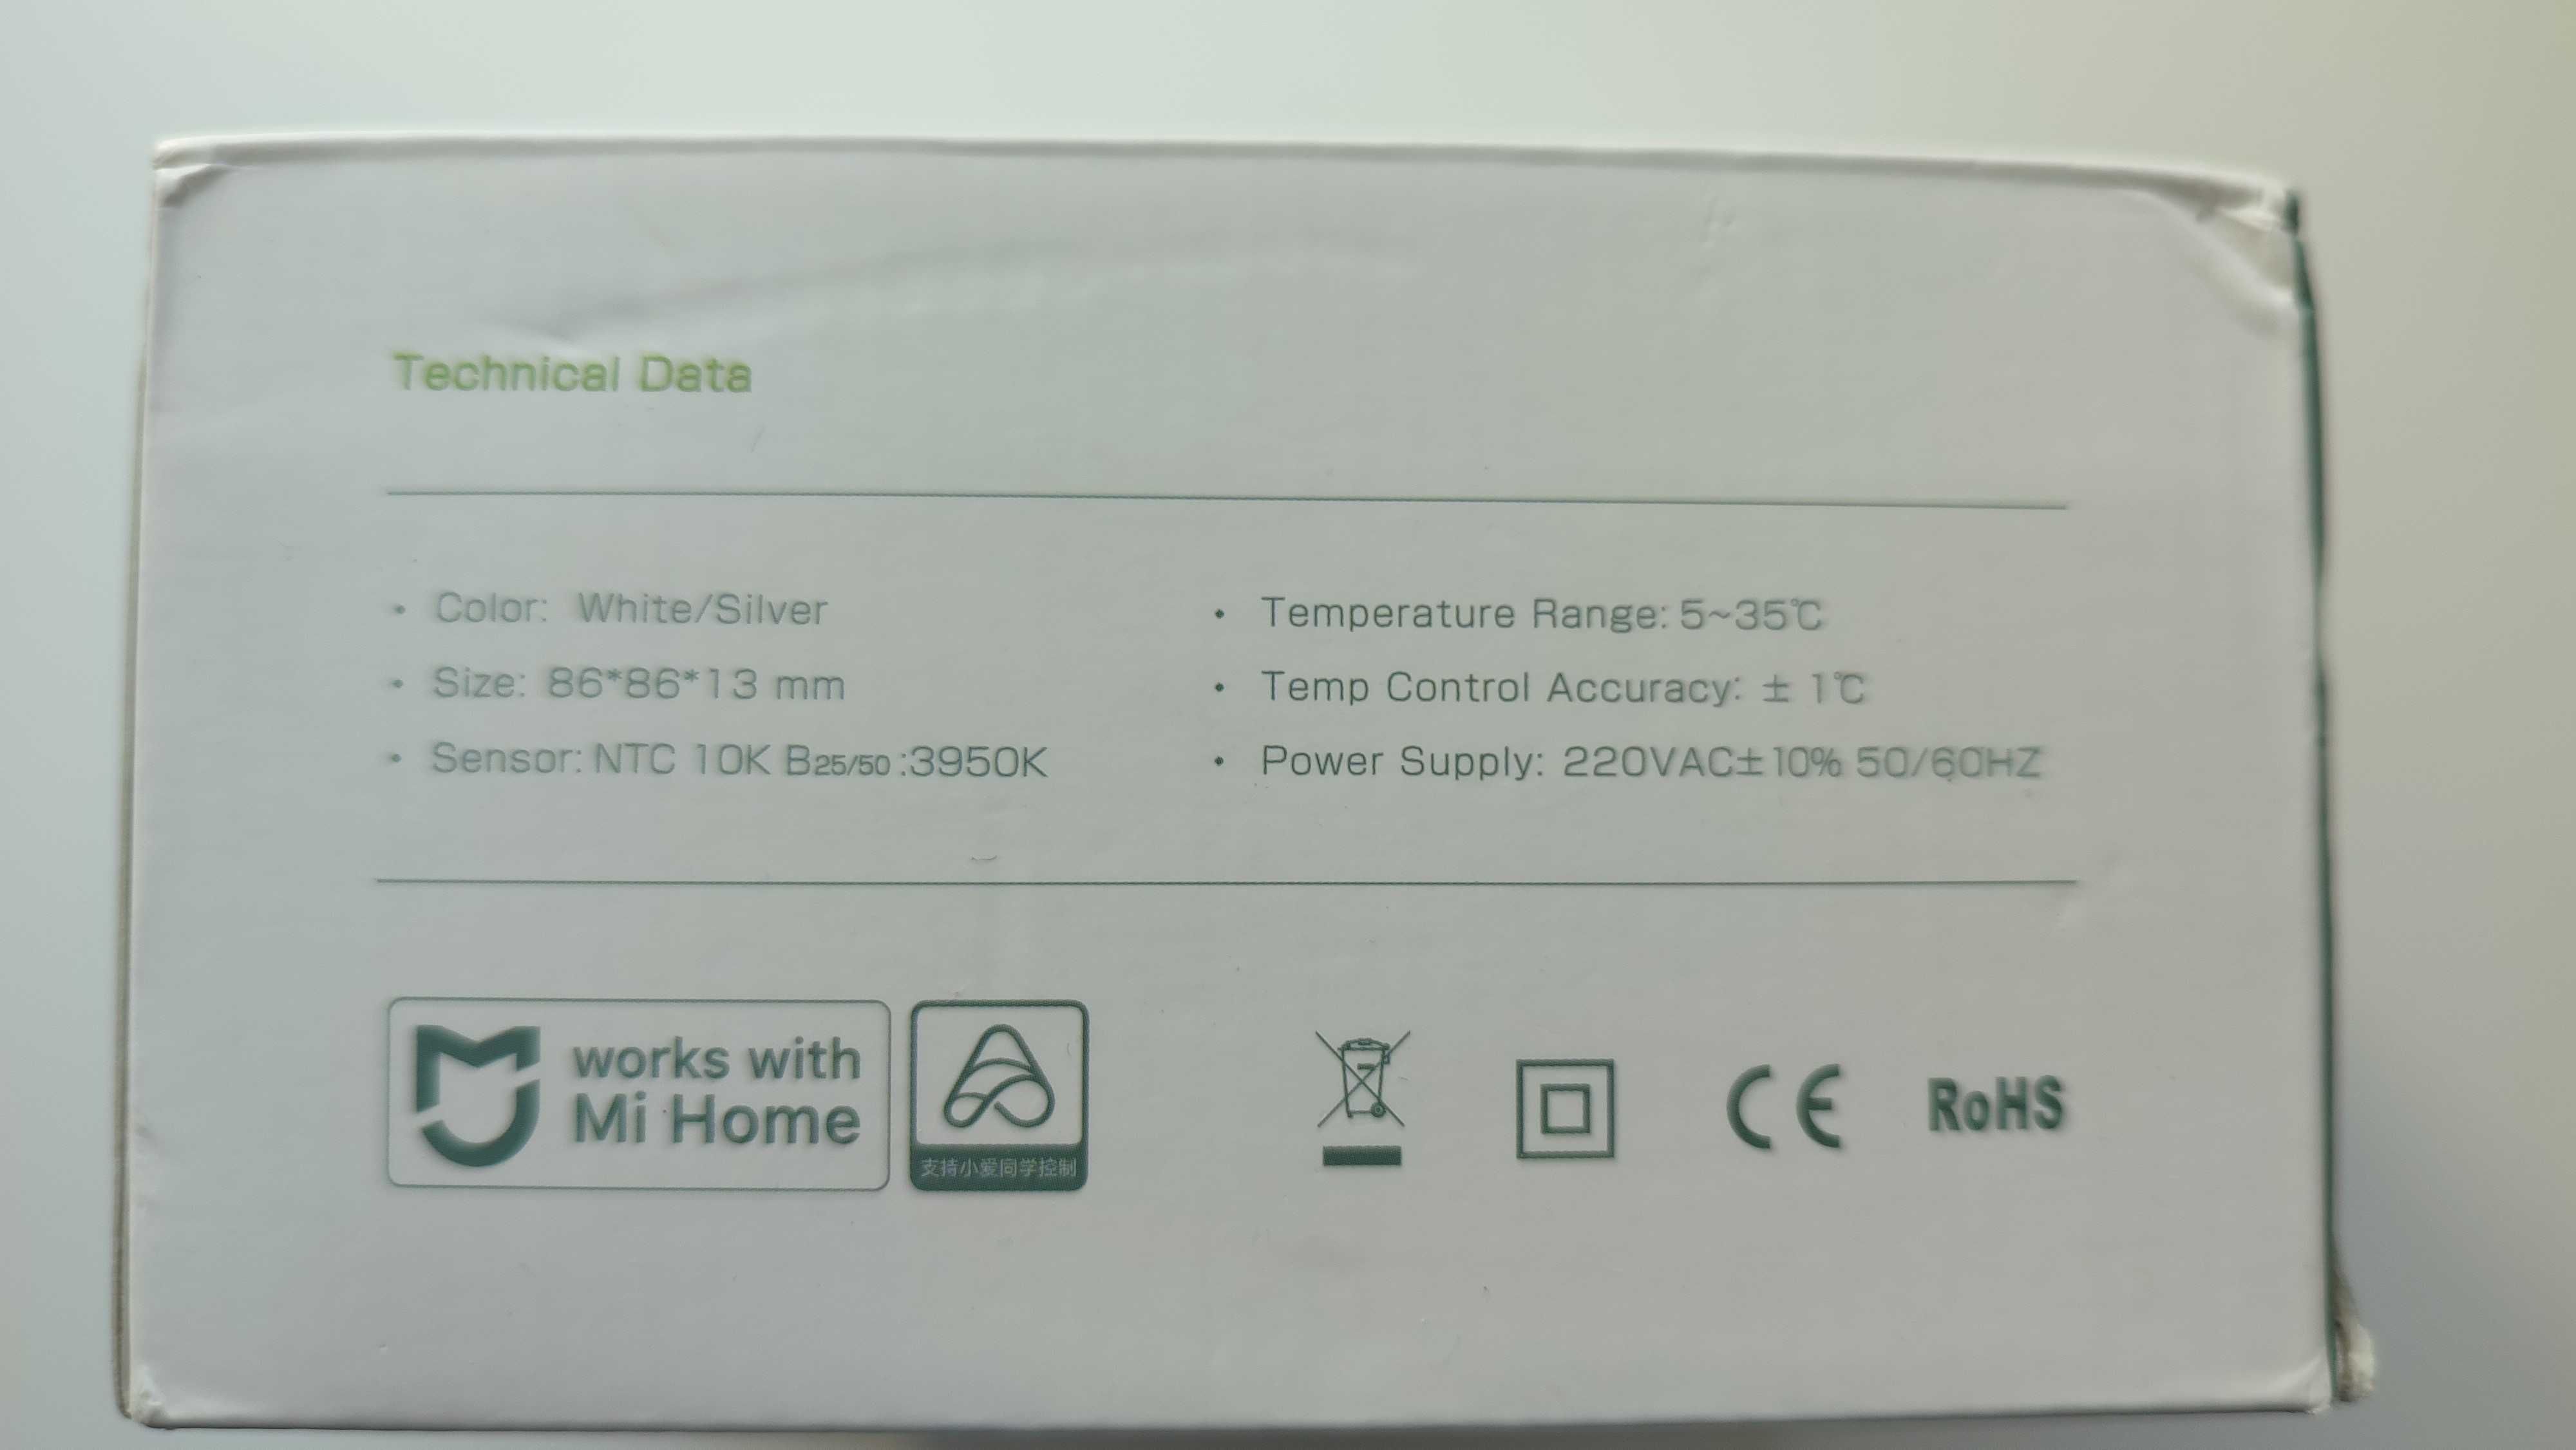 Technical Data
• Color: White/Silver
• Size: 86*86*13 mm
• Sensor: NTC 10K B25/50 :3950K
• Temperature Range: 5~35℃
• Temp Control Accuracy: ± 1℃
• Power Supply: 220VAC±10% 50/60HZ
works with
Mi Home
支持小爱同学控制
CE
RoHS